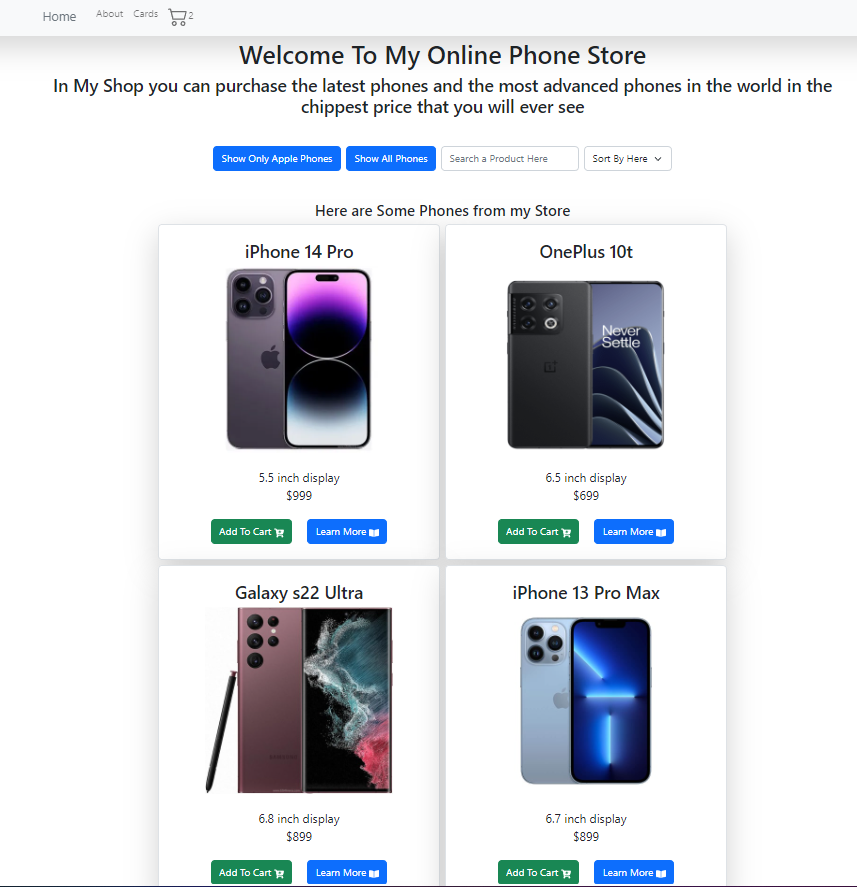 Home About Cards 2
Welcome To My Online Phone Store
In My Shop you can purchase the latest phones and the most advanced phones in the world in the
chippest price that you will ever see
Show Only Apple Phones Show All Phones Search a Product Here Sort By Here
Here are Some Phones from my Store
iPhone 14 Pro
5.5 inch display
$999
Add To Cart Learn More
OnePlus 10t
Never
Settle
6.5 inch display
$699
Add To Cart Learn More
Galaxy s22 Ultra
6.8 inch display
$899
Add To Cart Learn More
iPhone 13 Pro Max
6.7 inch display
$899
Add To Cart Learn More